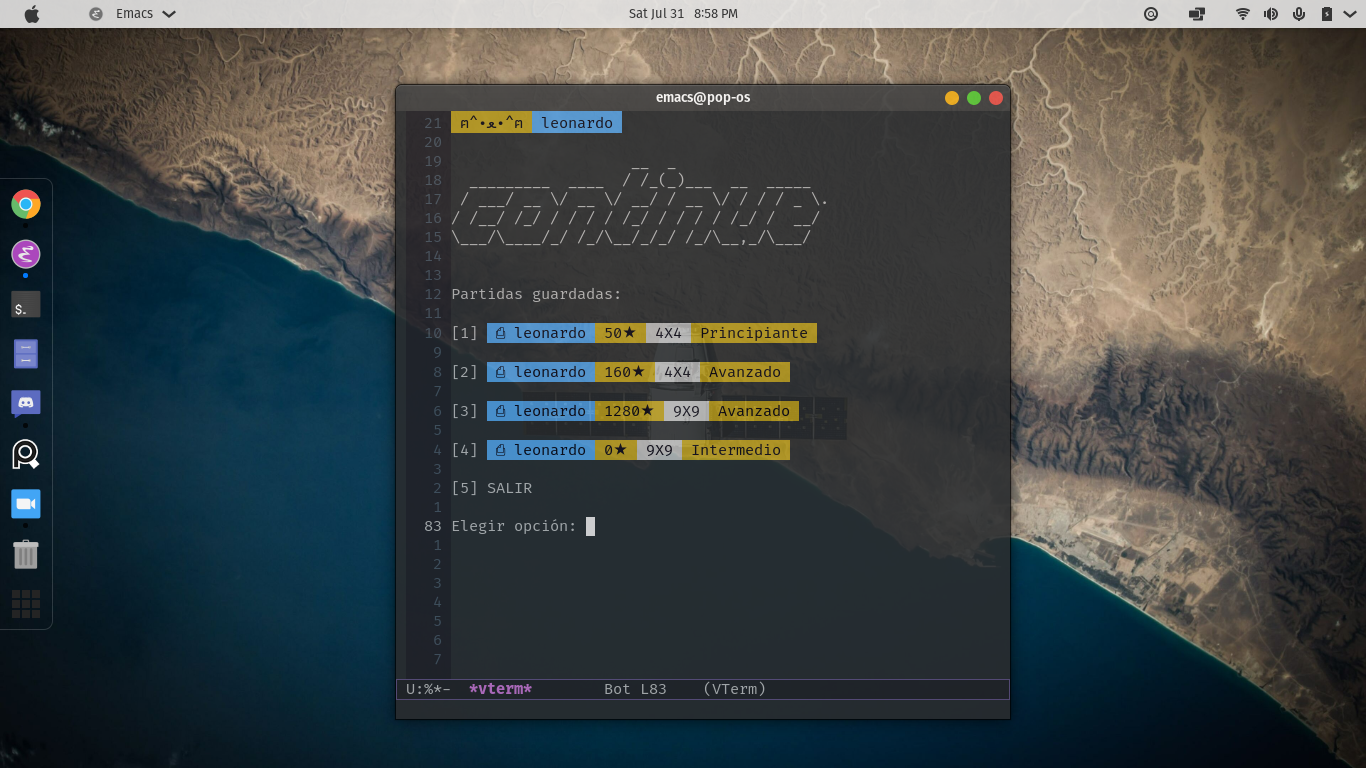 Emacs
Sat Jul 31 8:58 PM
emacs@pop-os
21 ฅ^•ﻌ•^ฅ leonardo
20
19
18
17
16
15
continue
14
13
12 Partidas guardadas:
11
10 [1] ⎙ leonardo 50★ 4X4 Principiante
9
8 [2] ⎙ leonardo 160★ 4X4 Avanzado
7
6 [3] ⎙ leonardo 1280★ 9X9 Avanzado
5
4 [4] ⎙ leonardo 0★ 9X9 Intermedio
3
2 [5] SALIR
1
83 Elegir opción:
1
2
3
4
5
6
7
U:%*- *vterm* Bot L83 (VTerm)
$.